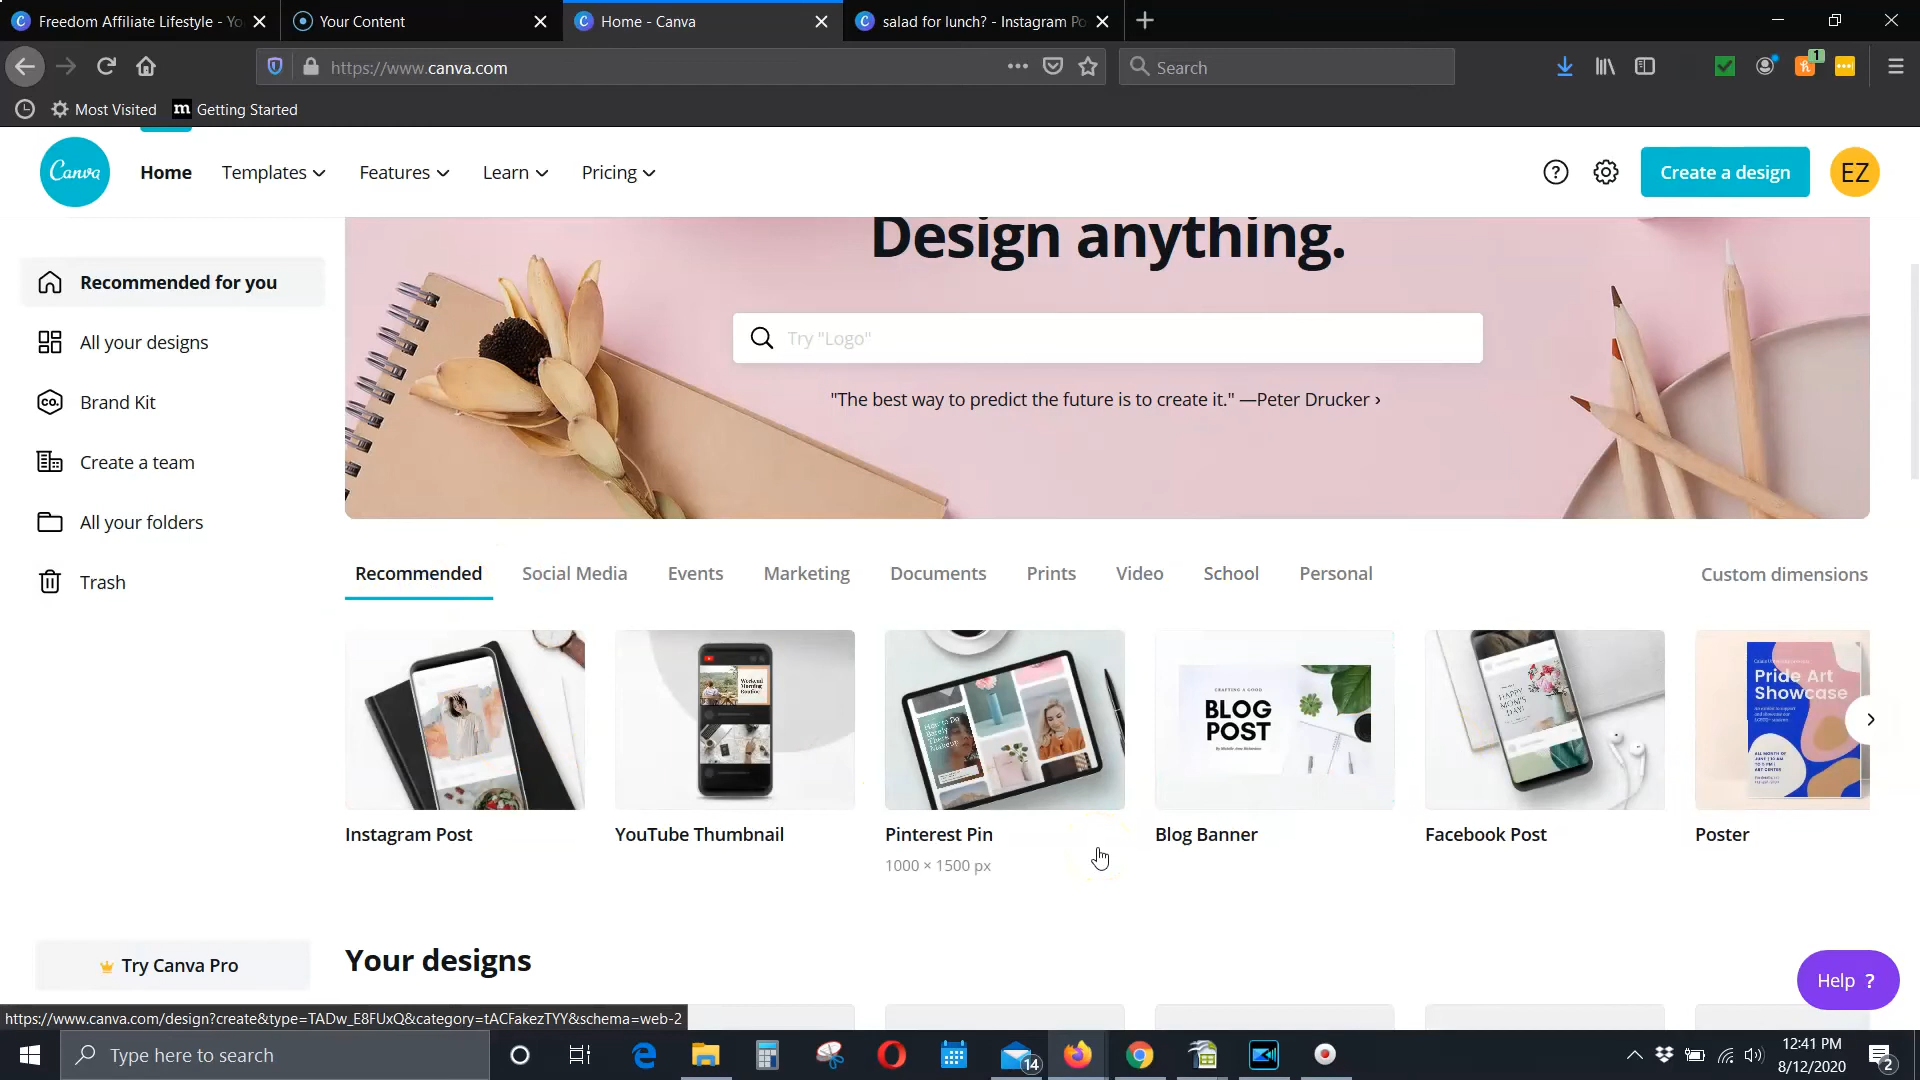 Freedom Affiliate Lifestyle - Yo
Your Content
Home - Canva
salad for lunch? - Instagram Po
https://www.canva.com
Search
1
Most Visited
Getting Started
Canva
Home
Templates
Features
Learn
Pricing
Create a design
EZ
Recommended for you
All your designs
Brand Kit
Create a team
All your folders
Trash
Try Canva Pro
Design anything.
Try "Logo"
"The best way to predict the future is to create it." —Peter Drucker ›
Recommended
Social Media
Events
Marketing
Documents
Prints
Video
School
Personal
Custom dimensions
BLOG
POST
Pride Art
Showcase
Instagram Post
YouTube Thumbnail
Pinterest Pin
Blog Banner
Facebook Post
Poster
1000 × 1500 px
Your designs
Help ?
https://www.canva.com/design?create&type=TADw_E8FUxQ&category=tACFakezTYY&schema=web-2
Type here to search
14
12:41 PM
8/12/2020
2